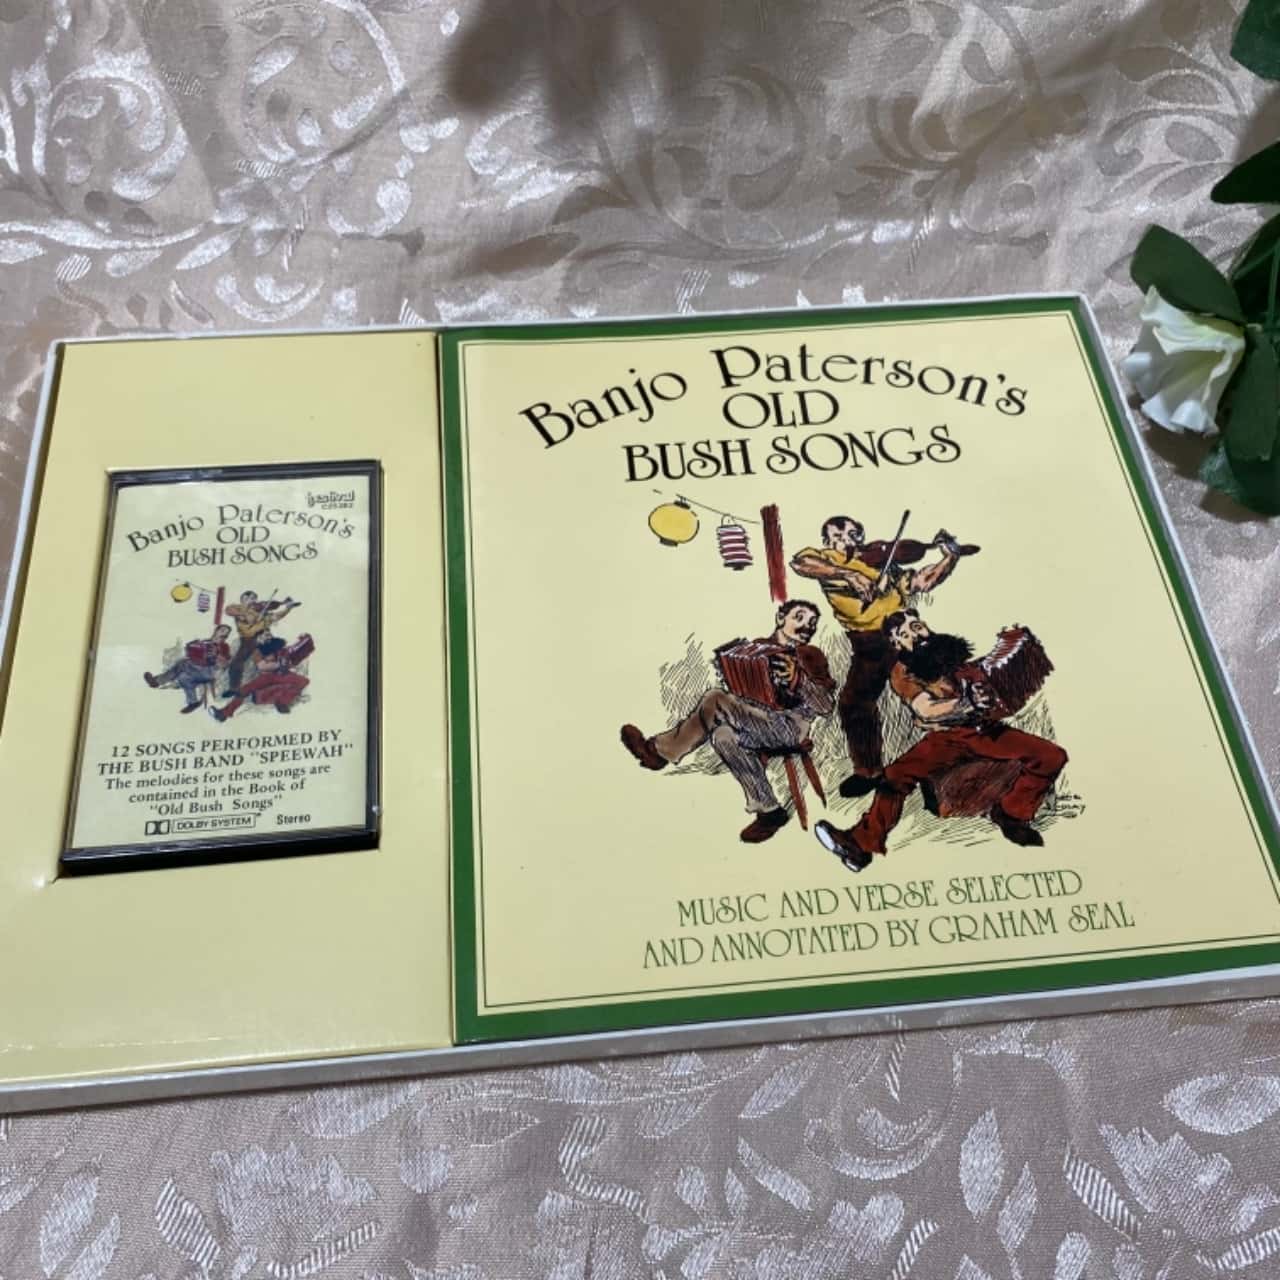 festival
C25282
Banjo Paterson's
OLD
BUSH SONGS
12 SONGS PERFORMED BY
THE BUSH BAND "SPEEWAH"
The melodies for these songs are
contained in the Book of
"Old Bush Songs"
DOLBY SYSTEM Stereo
Banjo Paterson's
OLD
BUSH SONGS
MUSIC AND VERSE SELECTED
AND ANNOTATED BY GRAHAM SEAL